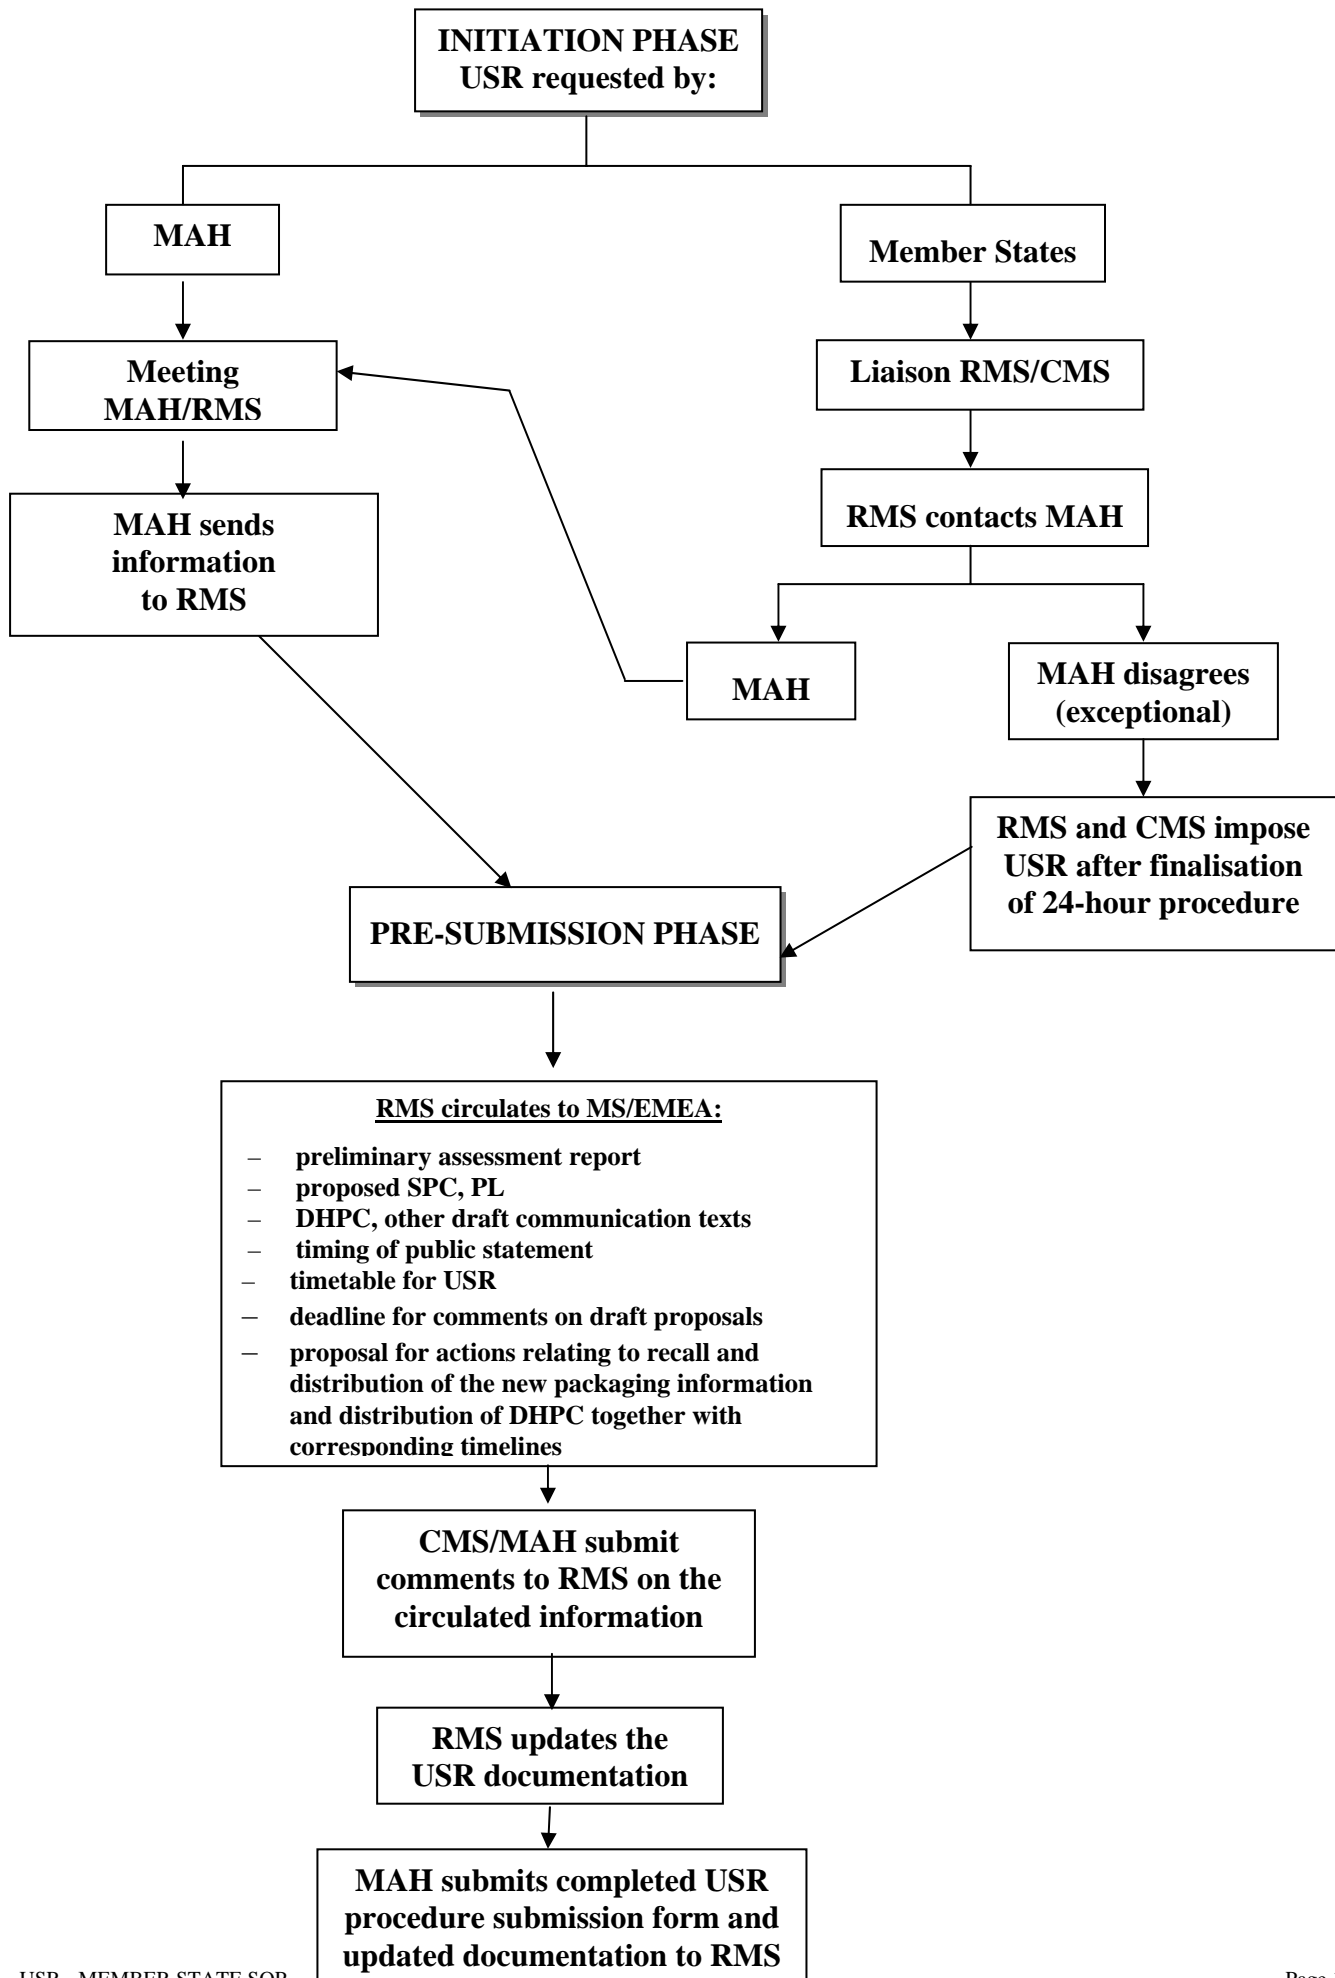 INITIATION PHASE
USR requested by:
MAH
Member States
Meeting
MAH/RMS
Liaison RMS/CMS
MAH sends
information
to RMS
RMS contacts MAH
MAH
MAH disagrees
(exceptional)
RMS and CMS impose
USR after finalisation
of 24-hour procedure
PRE-SUBMISSION PHASE
RMS circulates to MS/EMEA:
– preliminary assessment report
– proposed SPC, PL
– DHPC, other draft communication texts
– timing of public statement
– timetable for USR
– deadline for comments on draft proposals
– proposal for actions relating to recall and
distribution of the new packaging information
and distribution of DHPC together with
corresponding timelines
CMS/MAH submit
comments to RMS on the
circulated information
RMS updates the
USR documentation
MAH submits completed USR
procedure submission form and
updated documentation to RMS
USR - MEMBER STATE SOP
Page